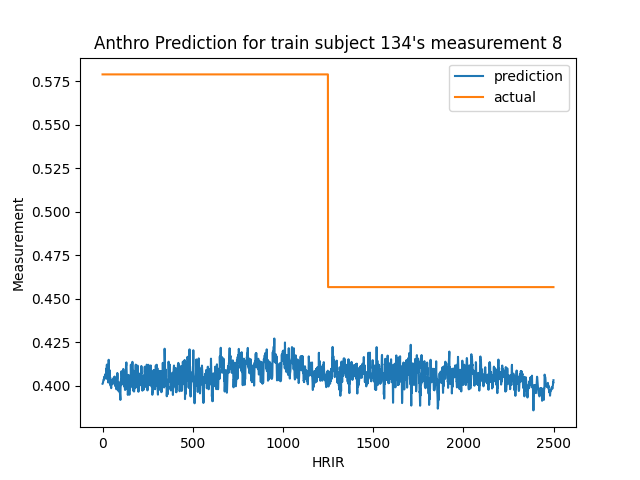 Anthro Prediction for train subject 134's measurement 8
prediction
actual
0.575
0.550
0.525
0.500
0.475
0.450
0.425
0.400
Measurement
0
500
1000
1500
2000
2500
HRIR